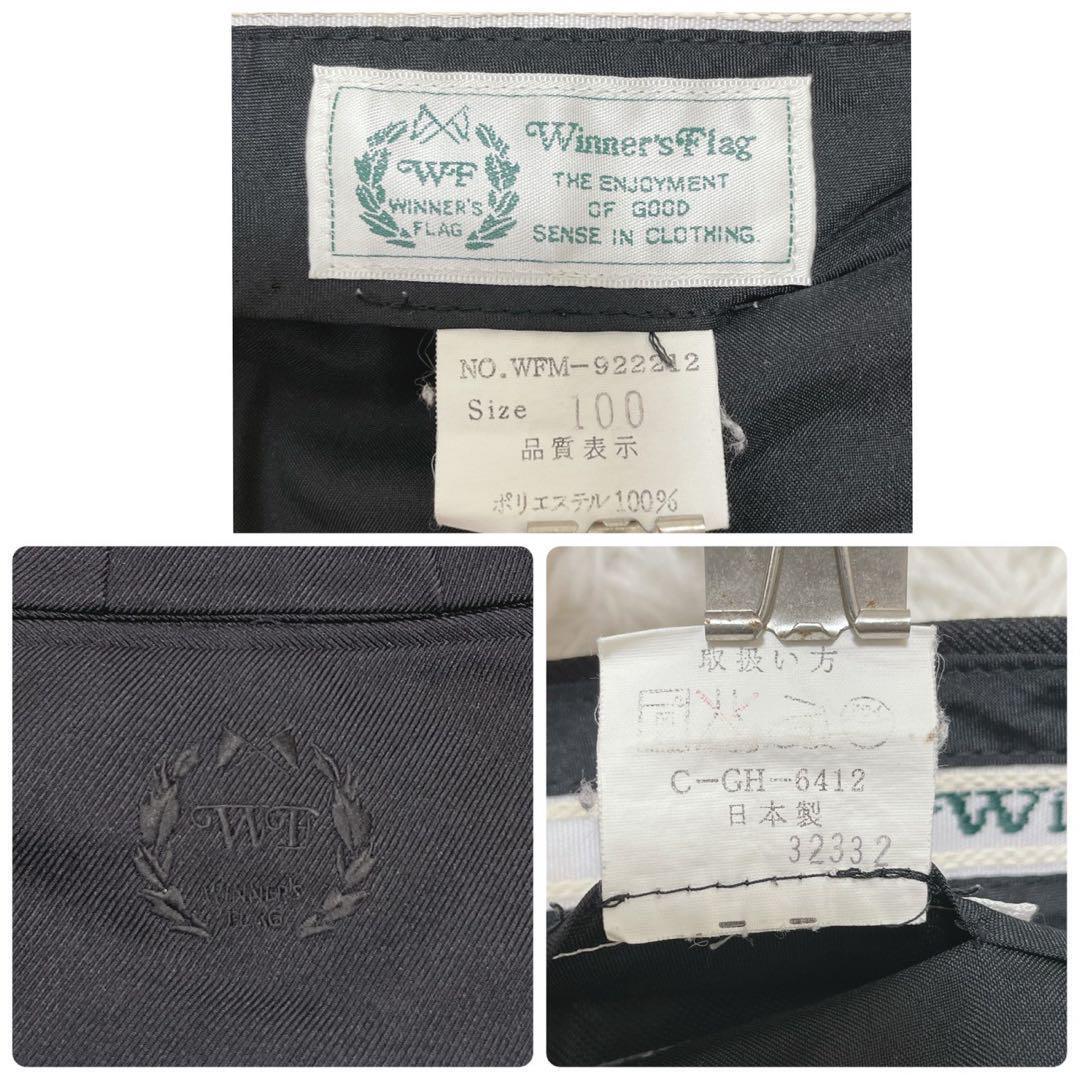 WF
WINNER'S
FLAG
Winner's Flag
THE ENJOYMENT
OF GOOD
SENSE IN CLOTHING.
NO.WFM-922212
Size 100
品質表示
ポリエステル100%
WF
WINNER'S
FLAG
取扱い方
C-GH-6412
日本製
32332
Wi